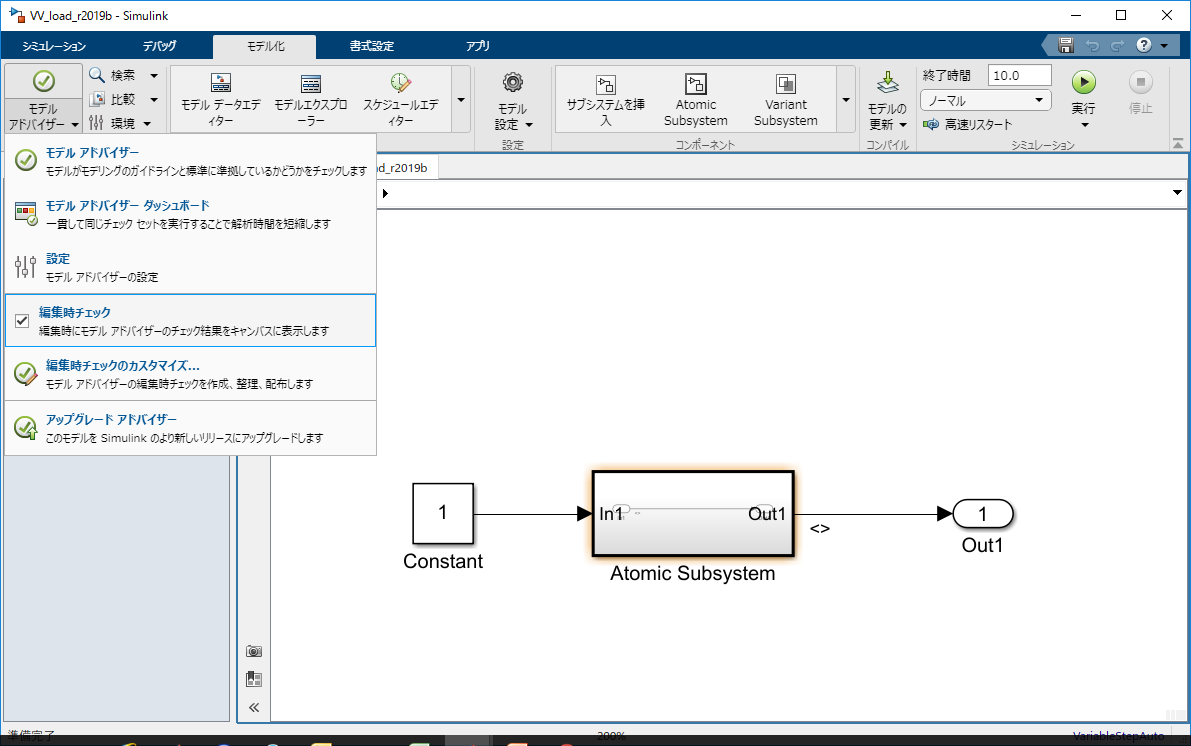 VV_load_r2019b - Simulink
シミュレーション
デバッグ
モデル化
書式設定
アプリ
モデル
アドバイザー
検索
比較
環境
モデル データエデ
ィター
モデルエクスプロ
ーラー
スケジュールエデ
ィター
モデル
設定
設定
サブシステムを挿
入
Atomic
Subsystem
Variant
Subsystem
コンポーネント
モデルの
更新
コンパイル
終了時間
10.0
ノーマル
高速リスタート
実行
停止
シミュレーション
モデル アドバイザー
モデルがモデリングのガイドラインと標準に準拠しているかどうかをチェックします
モデル アドバイザー ダッシュボード
一貫して同じチェック セットを実行することで解析時間を短縮します
設定
モデル アドバイザーの設定
編集時チェック
編集時にモデル アドバイザーのチェック結果をキャンバスに表示します
編集時チェックのカスタマイズ...
モデル アドバイザーの編集時チェックを作成、整理、配布します
アップグレード アドバイザー
このモデルを Simulink のより新しいリリースにアップグレードします
ad_r2019b
1
Constant
In1
Out1
Atomic Subsystem
<>
1
Out1
準備完了
200%
VariableStepAuto